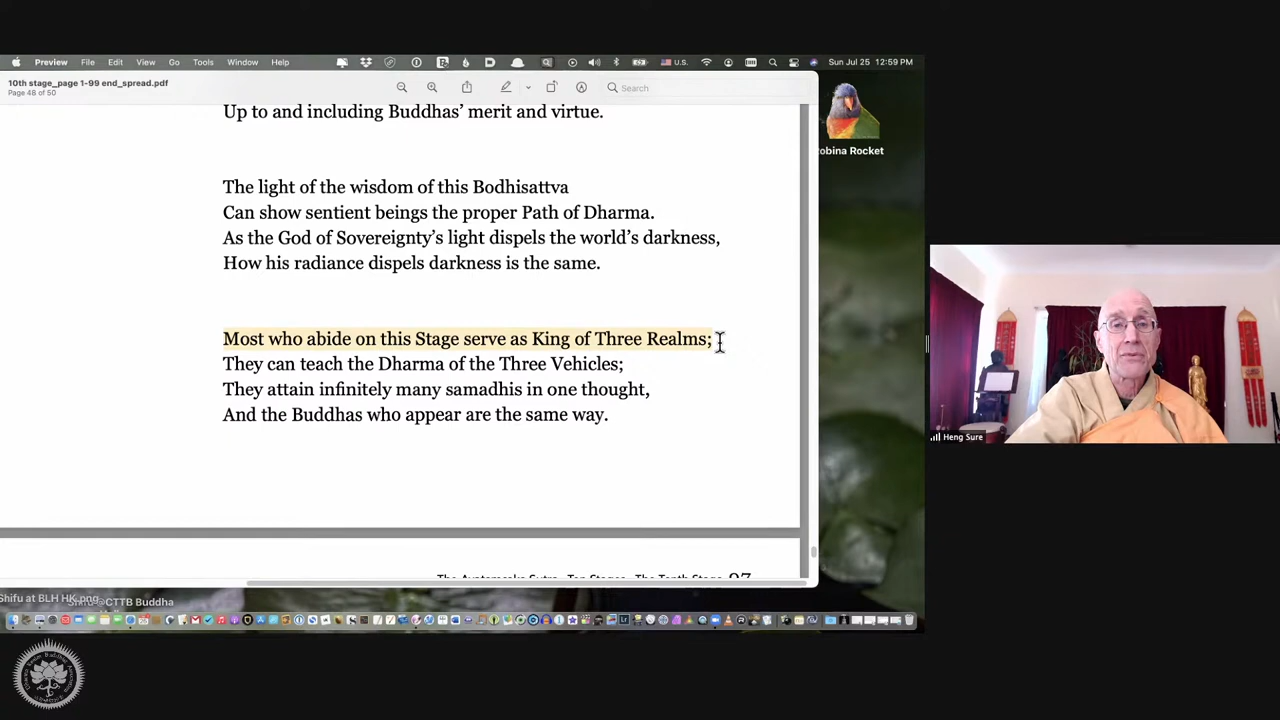 Preview File Edit View Go Tools Window Help U.S. Sun Jul 25 12:59 PM
10th stage_page 1-99 end_spread.pdf
Page 48 of 50
Search
Up to and including Buddhas' merit and virtue.
The light of the wisdom of this Bodhisattva
Can show sentient beings the proper Path of Dharma.
As the God of Sovereignty's light dispels the world's darkness,
How his radiance dispels darkness is the same.
Most who abide on this Stage serve as King of Three Realms;
They can teach the Dharma of the Three Vehicles;
They attain infinitely many samadhis in one thought,
And the Buddhas who appear are the same way.
obina Rocket
Heng Sure
Shifu at BLH HK.png
Shifu@CTTB Buddha